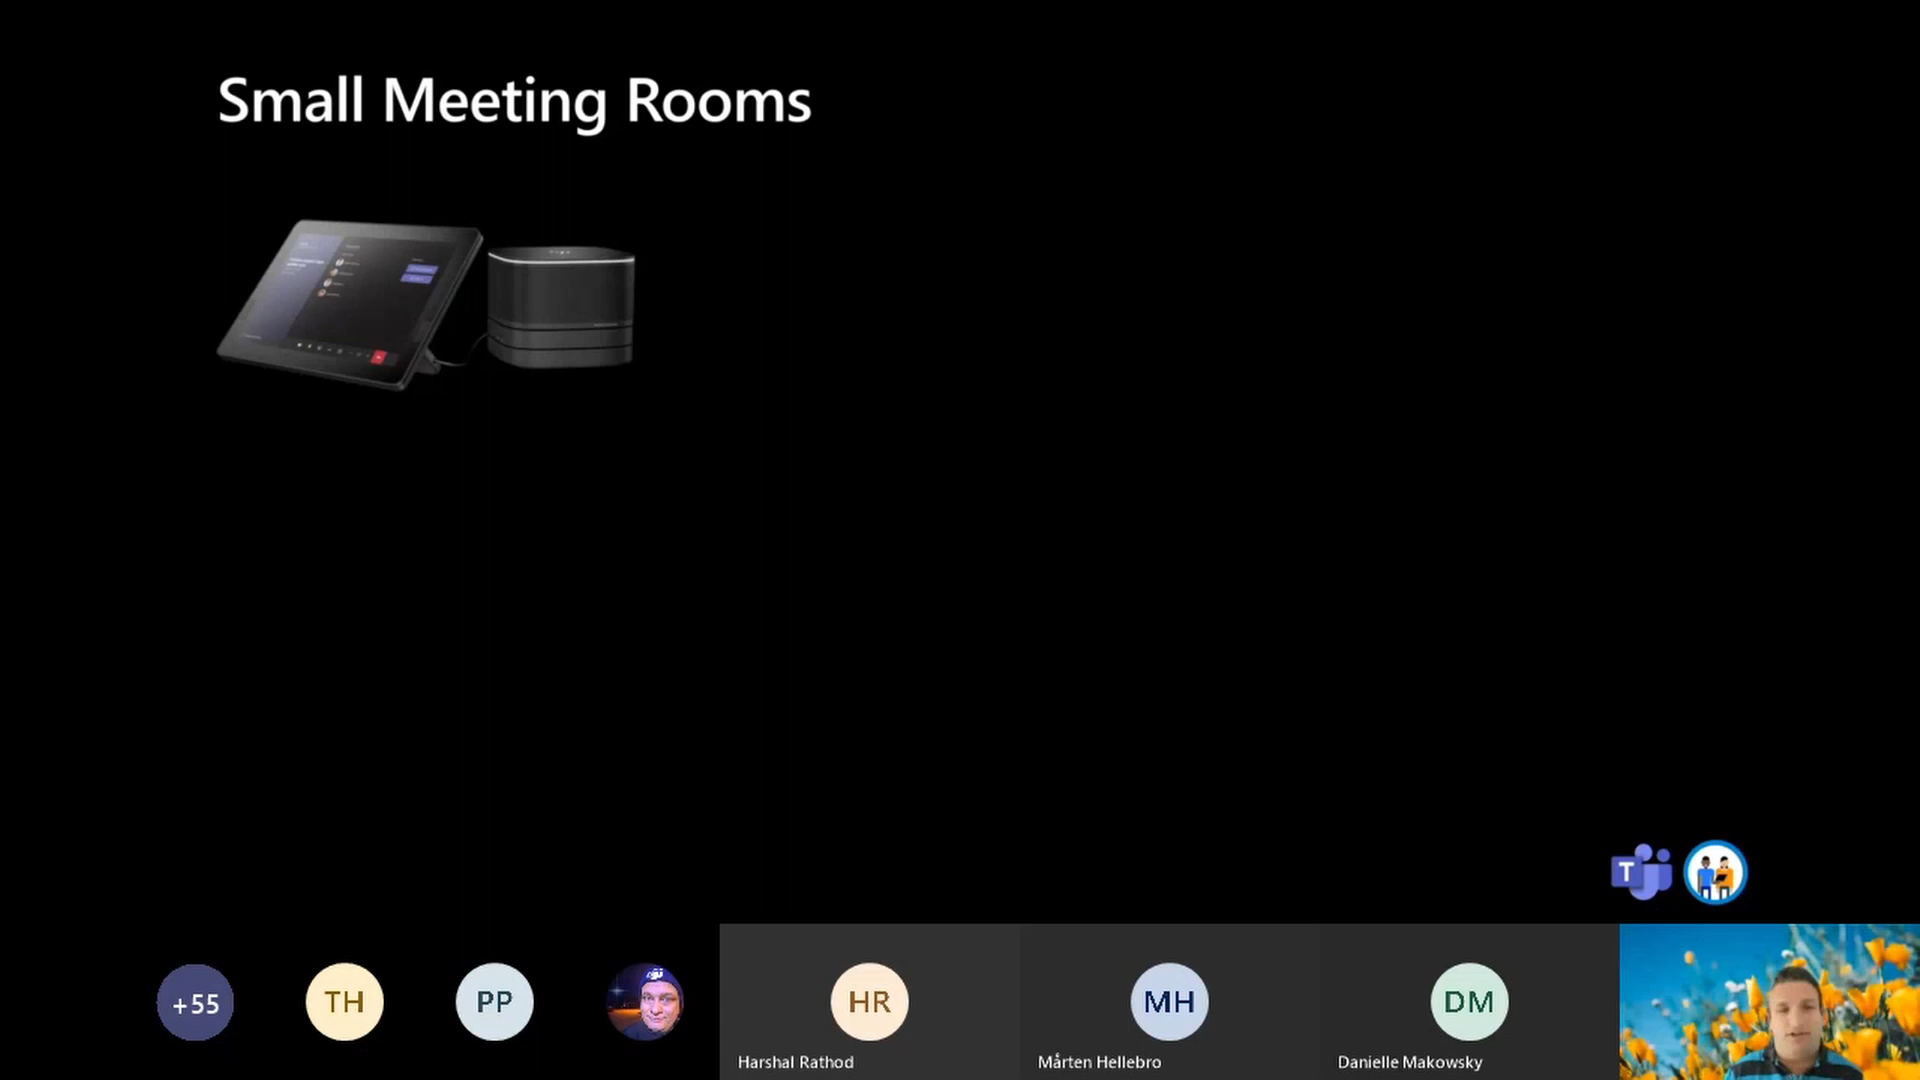 Small Meeting Rooms
T
+55
TH
PP
HR
MH
DM
Harshal Rathod
Mårten Hellebro
Danielle Makowsky